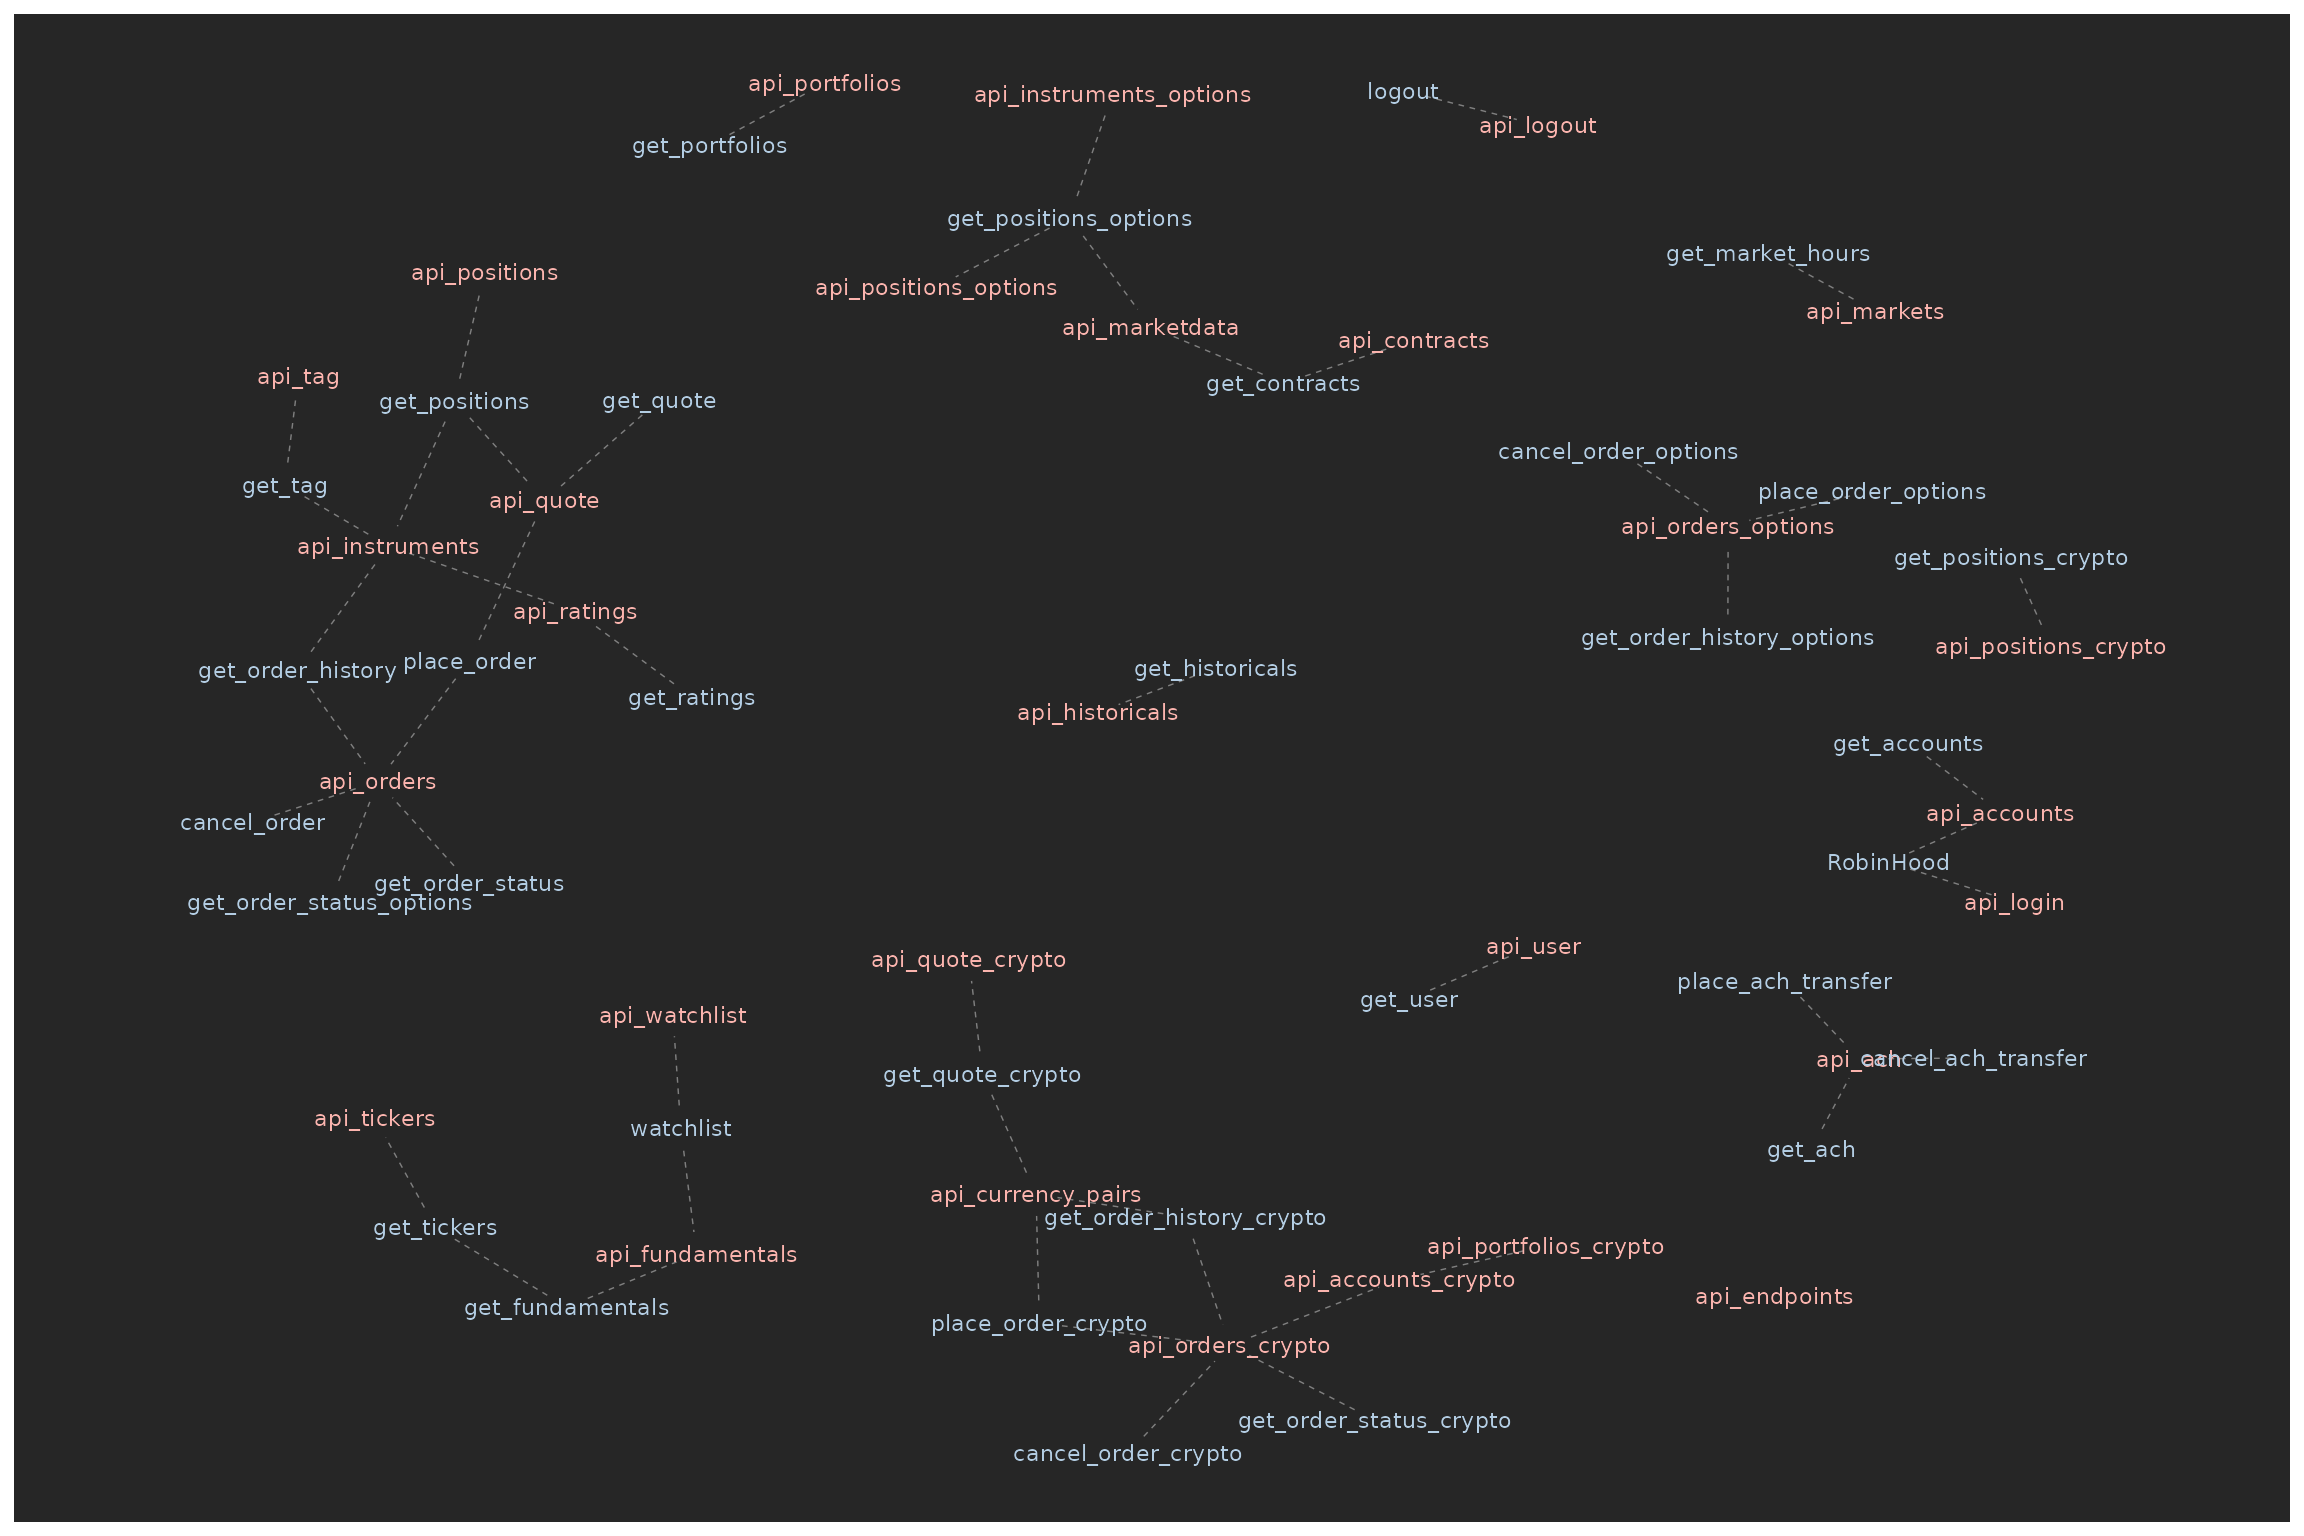 api_portfolios
api_instruments_options
logout
api_logout
get_portfolios
get_positions_options
get_market_hours
api_positions
api_positions_options
api_markets
api_marketdata
api_contracts
api_tag
get_contracts
get_positions
get_quote
cancel_order_options
get_tag
place_order_options
api_quote
api_orders_options
api_instruments
get_positions_crypto
api_ratings
get_order_history_options
api_positions_crypto
place_order
get_order_history
get_historicals
get_ratings
api_historicals
get_accounts
api_orders
api_accounts
cancel_order
RobinHood
get_order_status
get_order_status_options
api_login
api_user
api_quote_crypto
place_ach_transfer
get_user
api_watchlist
api_ach
cancel_ach_transfer
get_quote_crypto
api_tickers
watchlist
get_ach
api_currency_pairs
get_order_history_crypto
get_tickers
api_portfolios_crypto
api_fundamentals
api_accounts_crypto
api_endpoints
get_fundamentals
place_order_crypto
api_orders_crypto
get_order_status_crypto
cancel_order_crypto